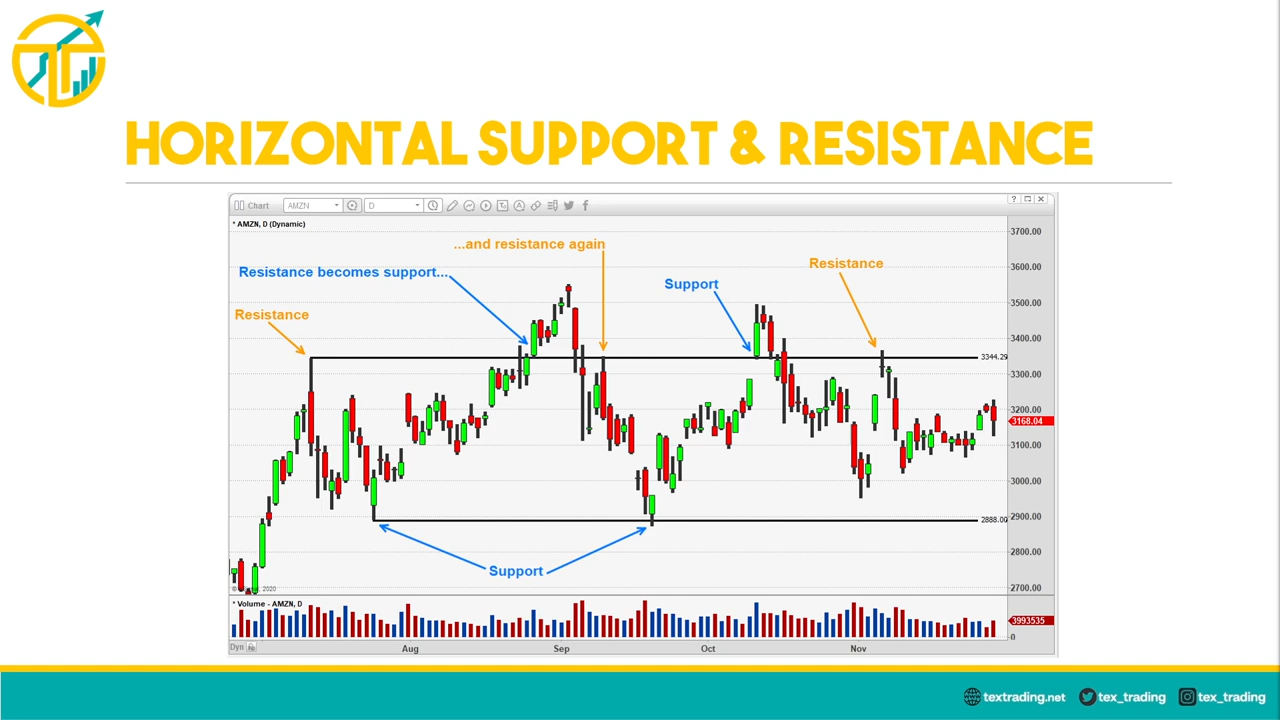 HORIZONTAL SUPPORT & RESISTANCE
Chart AMZN D
* AMZN, D (Dynamic)
...and resistance again
Resistance becomes support...
Resistance
Support
Resistance
Support
3700.00
3600.00
3500.00
3400.00
3344.29
3300.00
3200.00
3168.04
3100.00
3000.00
2900.00
2888.00
2800.00
2700.00
2020
* Volume - AMZN, D
3993535
0
Dyn
Aug Sep Oct Nov
textrading.net tex_trading tex_trading